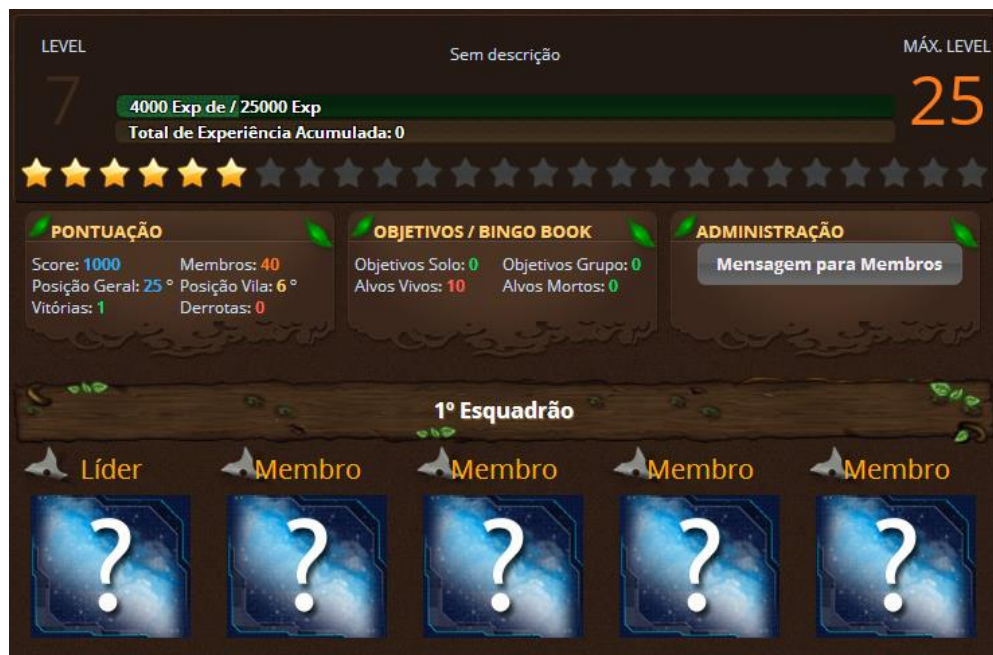 LEVEL
Sem descrição
MÁX. LEVEL
7
25
4000 Exp de / 25000 Exp
Total de Experiência Acumulada: 0
PONTUAÇÃO
Score: 1000 Membros: 40
Posição Geral: 25 º Posição Vila: 6 º
Vitórias: 1 Derrotas: 0
OBJETIVOS / BINGO BOOK
Objetivos Solo: 0 Objetivos Grupo: 0
Alvos Vivos: 10 Alvos Mortos: 0
ADMINISTRAÇÃO
Mensagem para Membros
1º Esquadrão
Líder Membro Membro Membro Membro
? ? ? ? ?